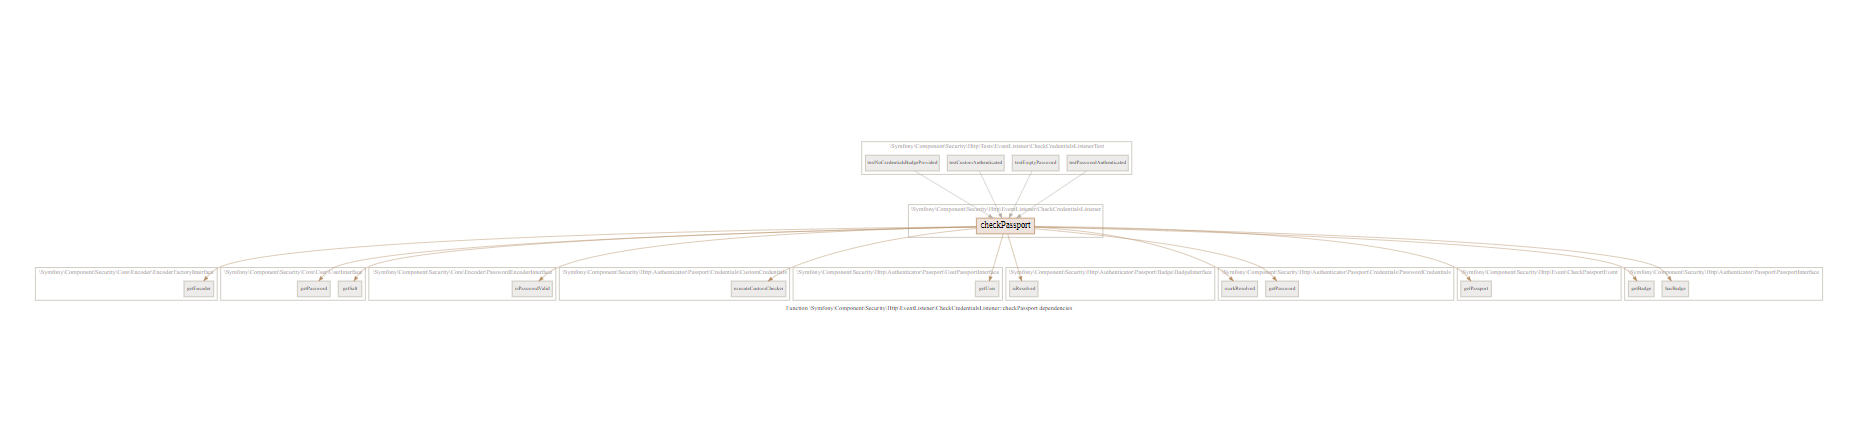 \Symfony\Component\Security\Http\Tests\EventListener\CheckCredentialsListenerTest
testNoCredentialsBadgeProvided testCustomAuthenticated testEmptyPassword testPasswordAuthenticated
\Symfony\Component\Security\Http\EventListener\CheckCredentialsListener
checkPassport
\Symfony\Component\Security\Core\Encoder\EncoderFactoryInterface \Symfony\Component\Security\Core\User\UserInterface \Symfony\Component\Security\Core\Encoder\PasswordEncoderInterface \Symfony\Component\Security\Http\Authenticator\Passport\Credentials\CustomCredentials \Symfony\Component\Security\Http\Authenticator\Passport\UserPassportInterface \Symfony\Component\Security\Http\Authenticator\Passport\Badge\BadgeInterface \Symfony\Component\Security\Http\Authenticator\Passport\Credentials\PasswordCredentials \Symfony\Component\Security\Http\Event\CheckPassportEvent \Symfony\Component\Security\Http\Authenticator\Passport\PassportInterface
getEncoder getPassword getSalt isPasswordValid executeCustomChecker getUser isResolved markResolved getPassword getPassport getBadge hasBadge
Function \Symfony\Component\Security\Http\EventListener\CheckCredentialsListener::checkPassport dependencies